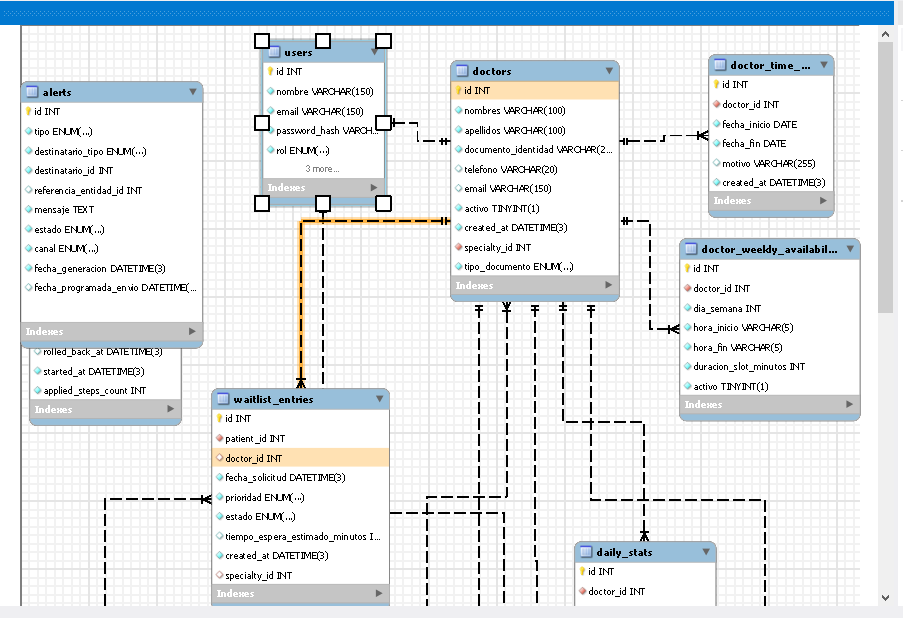 alerts
id INT
tipo ENUM(...)
destinatario_tipo ENUM(...)
destinatario_id INT
referencia_entidad_id INT
mensaje TEXT
estado ENUM(...)
canal ENUM(...)
fecha_generacion DATETIME(3)
fecha_programada_envio DATETIME(...
Indexes
rolled_back_at DATETIME(3)
started_at DATETIME(3)
applied_steps_count INT
Indexes
users
id INT
nombre VARCHAR(150)
email VARCHAR(150)
password_hash VARCH...
rol ENUM(...)
3 more...
Indexes
doctors
id INT
nombres VARCHAR(100)
apellidos VARCHAR(100)
documento_identidad VARCHAR(2...
telefono VARCHAR(20)
email VARCHAR(150)
activo TINYINT(1)
created_at DATETIME(3)
specialty_id INT
tipo_documento ENUM(...)
Indexes
doctor_time_...
id INT
doctor_id INT
fecha_inicio DATE
fecha_fin DATE
motivo VARCHAR(255)
created_at DATETIME(3)
Indexes
doctor_weekly_availabil...
id INT
doctor_id INT
dia_semana INT
hora_inicio VARCHAR(5)
hora_fin VARCHAR(5)
duracion_slot_minutos INT
activo TINYINT(1)
Indexes
waitlist_entries
id INT
patient_id INT
doctor_id INT
fecha_solicitud DATETIME(3)
prioridad ENUM(...)
estado ENUM(...)
tiempo_espera_estimado_minutos I...
created_at DATETIME(3)
specialty_id INT
Indexes
daily_stats
id INT
doctor_id INT